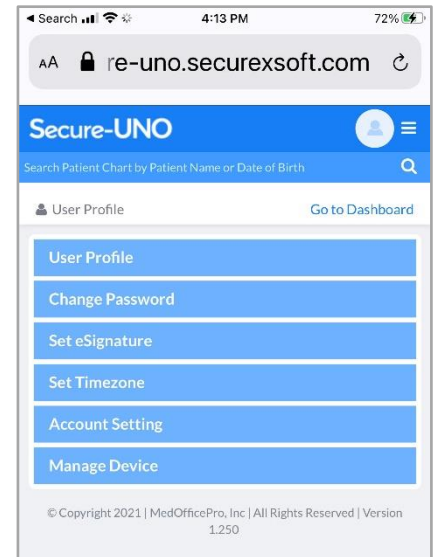 ◄ Search 4:13 PM 72%
AA re-uno.securexsoft.com
Secure-UNO
Search Patient Chart by Patient Name or Date of Birth
User Profile Go to Dashboard
User Profile
Change Password
Set eSignature
Set Timezone
Account Setting
Manage Device
© Copyright 2021 | MedOfficePro, Inc | All Rights Reserved | Version
1.250